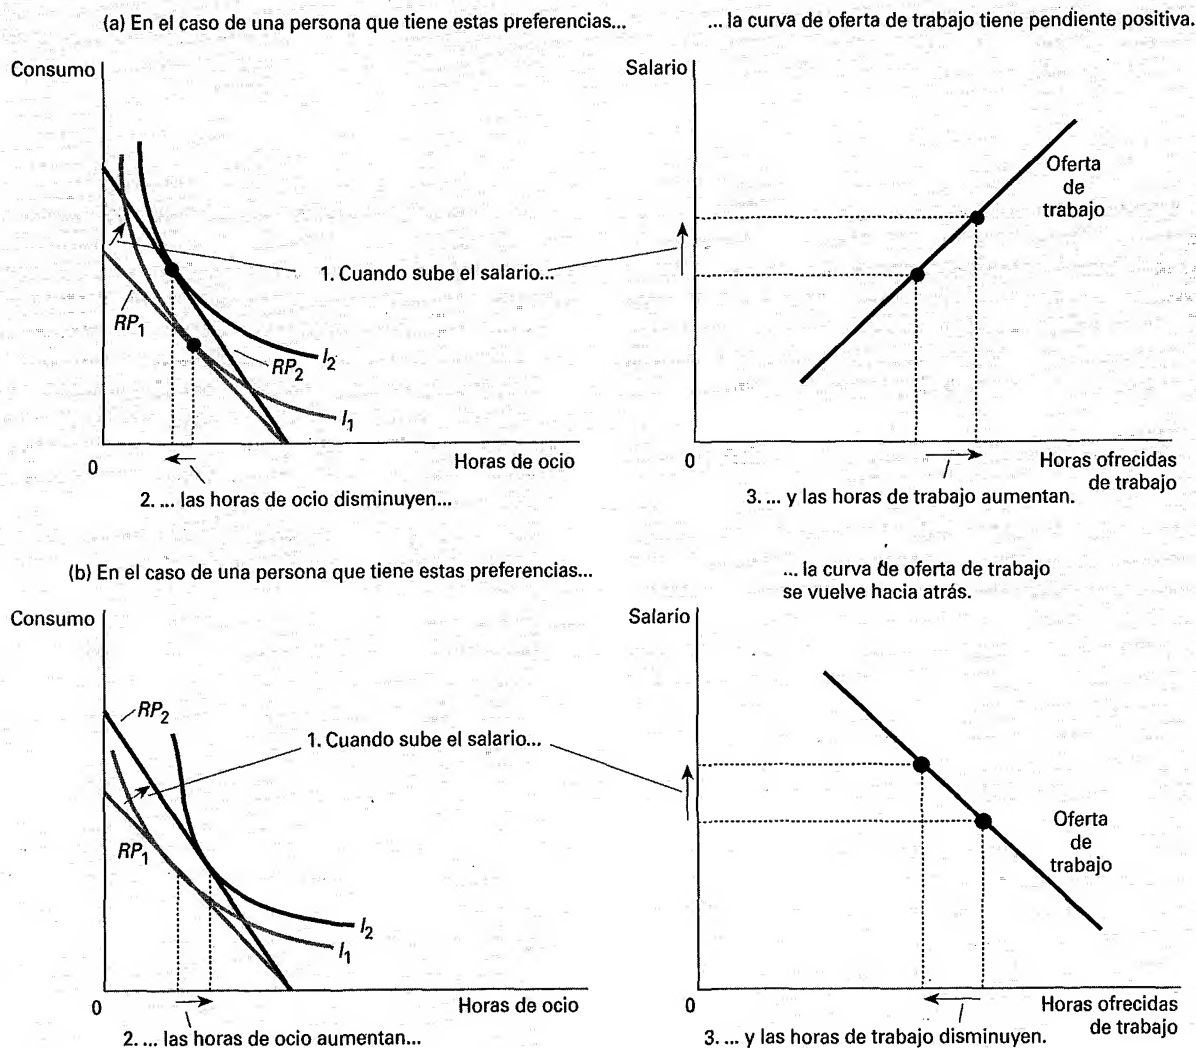 (a) En el caso de una persona que tiene estas preferencias...
... la curva de oferta de trabajo tiene pendiente positiva.
Consumo
Salario
Oferta
de
trabajo
1. Cuando sube el salario...
RP1
RP2
I2
I1
0
Horas de ocio
2. ... las horas de ocio disminuyen...
0
Horas ofrecidas
de trabajo
3. ... y las horas de trabajo aumentan.
(b) En el caso de una persona que tiene estas preferencias...
... la curva de oferta de trabajo
se vuelve hacia atrás.
Consumo
Salario
RP2
1. Cuando sube el salario...
RP1
Oferta
de
trabajo
I2
I1
0
Horas de ocio
2. ... las horas de ocio aumentan...
0
Horas ofrecidas
de trabajo
3. ... y las horas de trabajo disminuyen.